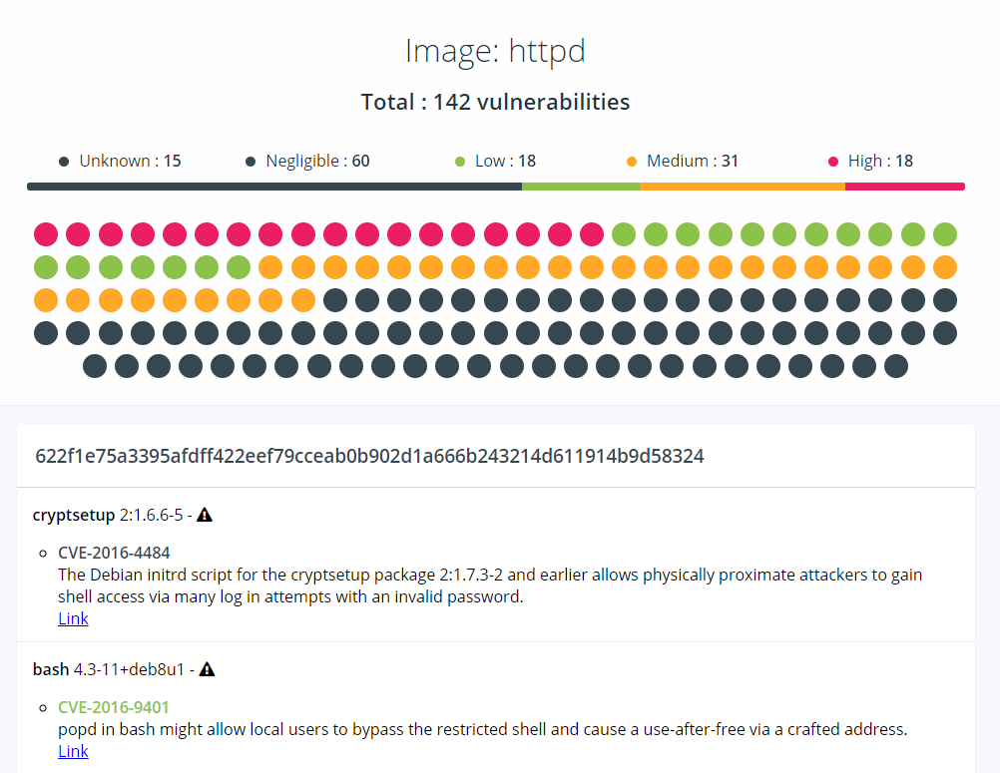 Image: httpd
Total : 142 vulnerabilities
Unknown : 15 Negligible : 60 Low : 18 Medium : 31 High : 18
622f1e75a3395afdff422eef79cceab0b902d1a666b243214d611914b9d58324
cryptsetup 2:1.6.6-5 -
CVE-2016-4484
The Debian initrd script for the cryptsetup package 2:1.7.3-2 and earlier allows physically proximate attackers to gain
shell access via many log in attempts with an invalid password.
Link
bash 4.3-11+deb8u1 -
CVE-2016-9401
popd in bash might allow local users to bypass the restricted shell and cause a use-after-free via a crafted address.
Link